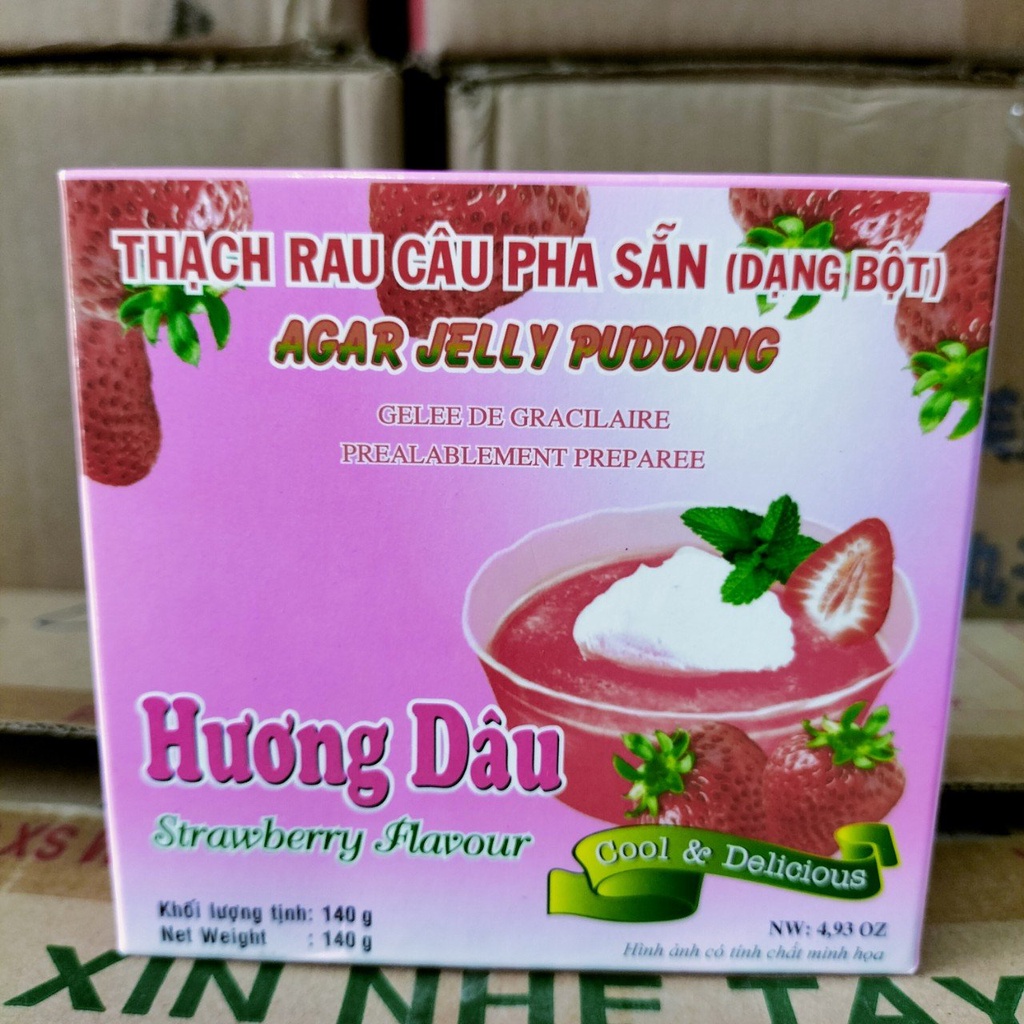 THẠCH RAU CÂU PHA SẴN (DẠNG BỘT)
AGAR JELLY PUDDING
GELEE DE GRACILAIRE
PREALABLEMENT PREPAREE
Hương Dâu
Strawberry Flavour
Cool & Delicious
Khối lượng tịnh: 140 g
Net Weight : 140 g
NW: 4,93 OZ
Hình ảnh có tính chất minh họa
XIN NHẸ TAY